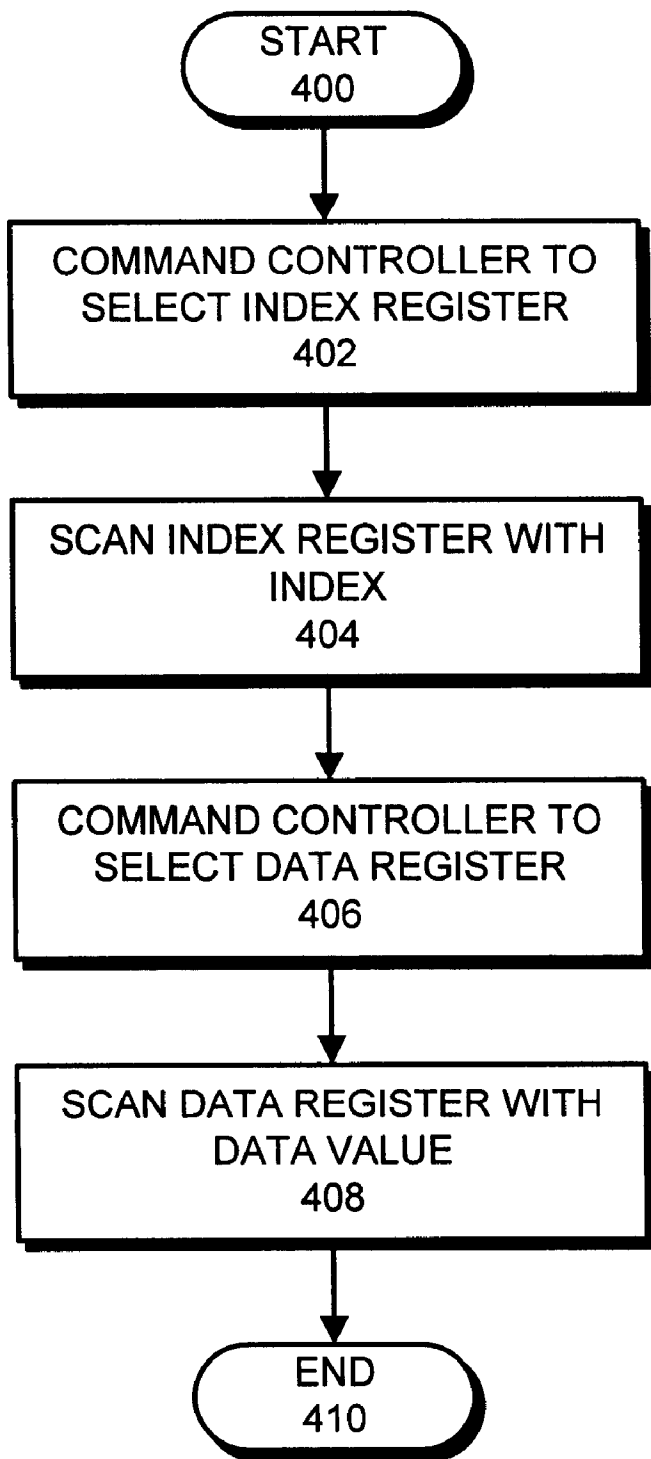 START
400
COMMAND CONTROLLER TO
SELECT INDEX REGISTER
402
SCAN INDEX REGISTER WITH
INDEX
404
COMMAND CONTROLLER TO
SELECT DATA REGISTER
406
SCAN DATA REGISTER WITH
DATA VALUE
408
END
410